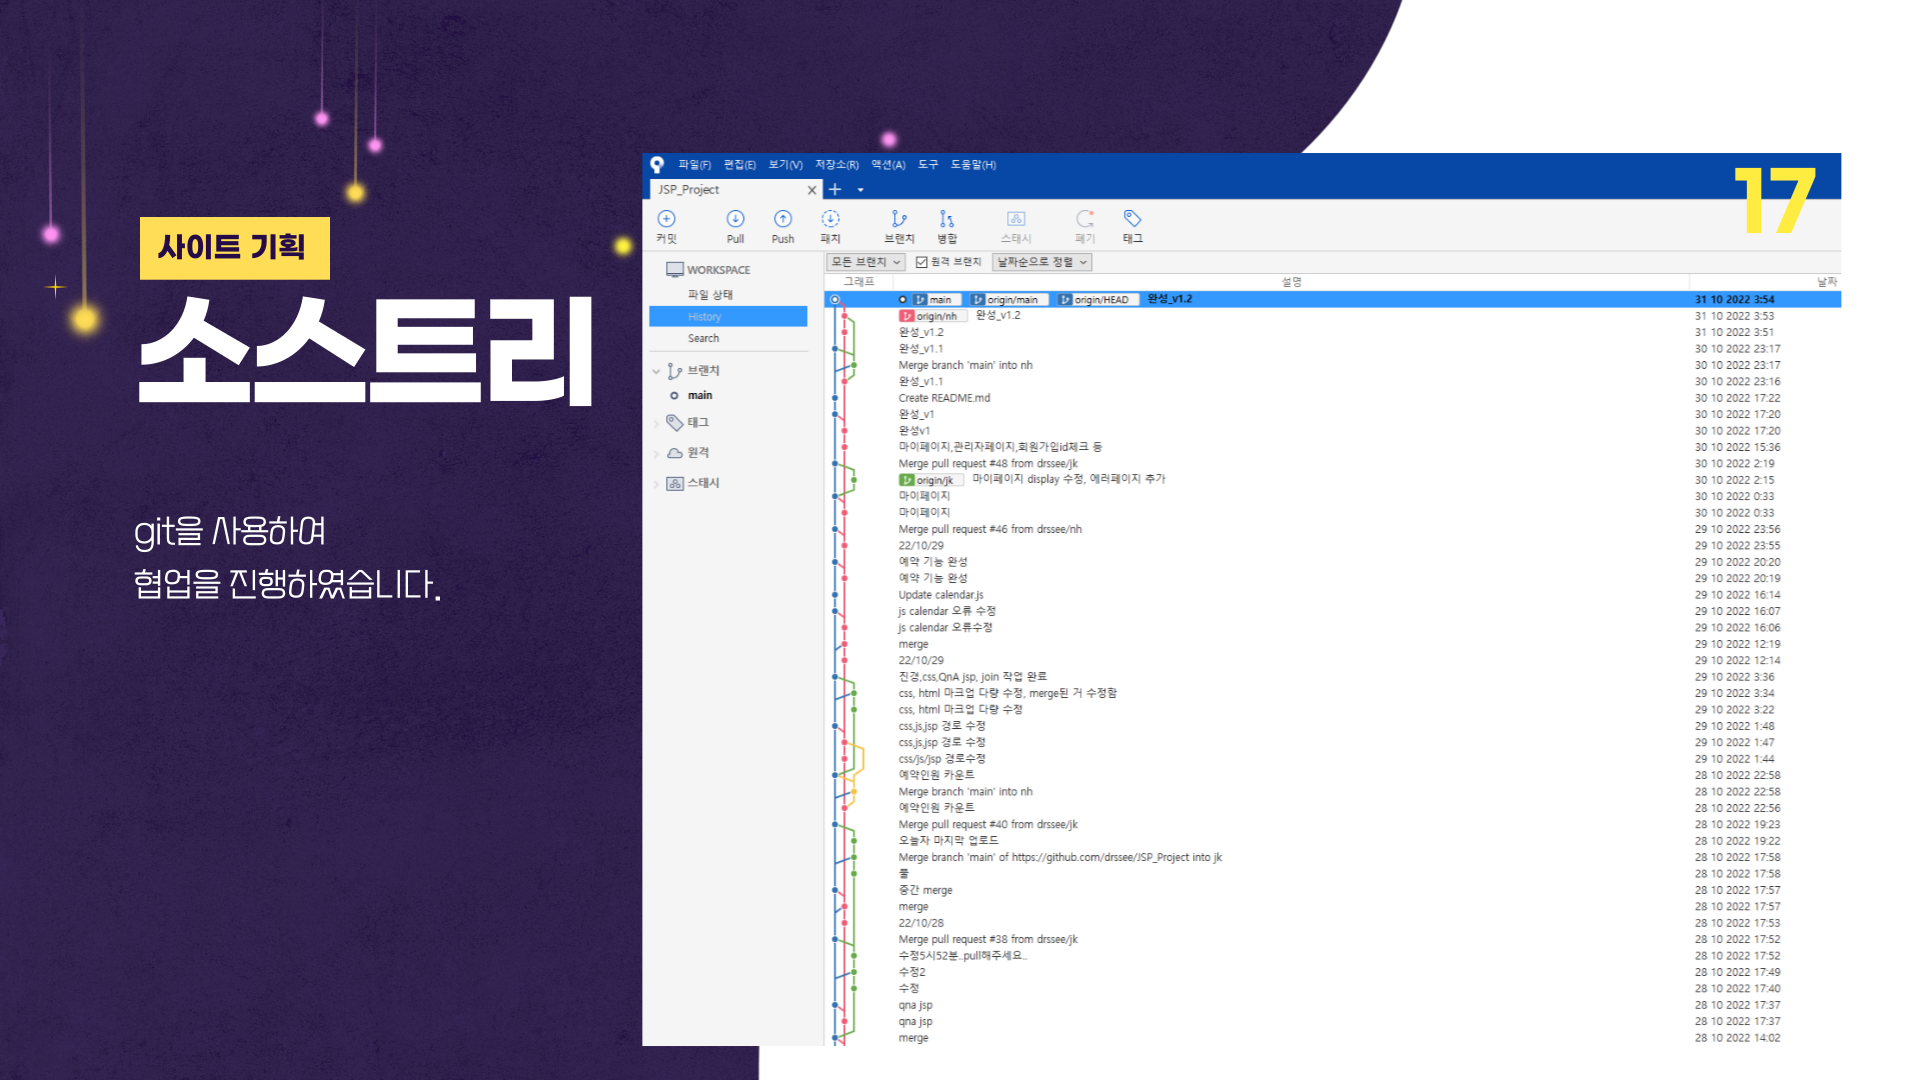 사이트 기획
소스트리
git을 사용하여
협업을 진행하였습니다.
17
파일(F) 편집(E) 보기(V) 저장소(R) 액션(A) 도구 도움말(H)
JSP_Project
커밋 Pull Push 패치 브랜치 병합 스태시 폐기 태그
WORKSPACE
파일 상태
History
Search
브랜치
main
태그
원격
스태시
모든 브랜치 원격 브랜치 날짜순으로 정렬
그래프 설명 날짜
main origin/main origin/HEAD 완성_v1.2 31 10 2022 3:54
origin/nh 완성_v1.2 31 10 2022 3:53
완성_v1.2 31 10 2022 3:51
완성_v1.1 30 10 2022 23:17
Merge branch 'main' into nh 30 10 2022 23:17
완성_v1.1 30 10 2022 23:16
Create README.md 30 10 2022 17:22
완성_v1 30 10 2022 17:20
완성v1 30 10 2022 17:20
마이페이지,관리자페이지,회원가입id체크 등 30 10 2022 15:36
Merge pull request #48 from drssee/jk 30 10 2022 2:19
origin/jk 마이페이지 display 수정, 에러페이지 추가 30 10 2022 2:15
마이페이지 30 10 2022 0:33
마이페이지 30 10 2022 0:33
Merge pull request #46 from drssee/nh 29 10 2022 23:56
22/10/29 29 10 2022 23:55
예약 기능 완성 29 10 2022 20:20
예약 기능 완성 29 10 2022 20:19
Update calendar.js 29 10 2022 16:14
js calendar 오류 수정 29 10 2022 16:07
js calendar 오류수정 29 10 2022 16:06
merge 29 10 2022 12:19
22/10/29 29 10 2022 12:14
진경,css,QnA jsp, join 작업 완료 29 10 2022 3:36
css, html 마크업 다량 수정, merge된 거 수정함 29 10 2022 3:34
css, html 마크업 다량 수정 29 10 2022 3:22
css,js,jsp 경로 수정 29 10 2022 1:48
css,js,jsp 경로 수정 29 10 2022 1:47
css/js/jsp 경로수정 29 10 2022 1:44
예약인원 카운트 28 10 2022 22:58
Merge branch 'main' into nh 28 10 2022 22:58
예약인원 카운트 28 10 2022 22:56
Merge pull request #40 from drssee/jk 28 10 2022 19:23
오늘자 마지막 업로드 28 10 2022 19:22
Merge branch 'main' of https://github.com/drssee/JSP_Project into jk 28 10 2022 17:58
풀 28 10 2022 17:58
중간 merge 28 10 2022 17:57
merge 28 10 2022 17:57
22/10/28 28 10 2022 17:53
Merge pull request #38 from drssee/jk 28 10 2022 17:52
수정5시52분..pull해주세요.. 28 10 2022 17:52
수정2 28 10 2022 17:49
수정 28 10 2022 17:40
qna jsp 28 10 2022 17:37
qna jsp 28 10 2022 17:37
merge 28 10 2022 14:02